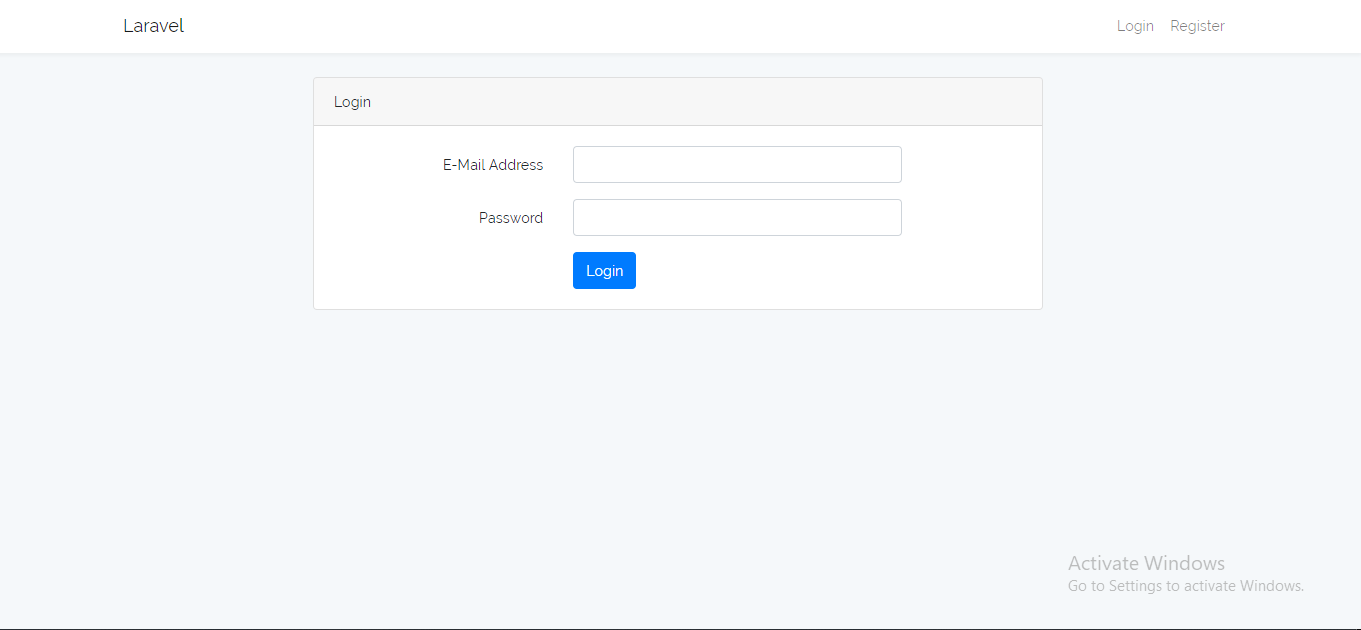 Laravel
Login Register
Login
E-Mail Address
Password
Login
Activate Windows
Go to Settings to activate Windows.